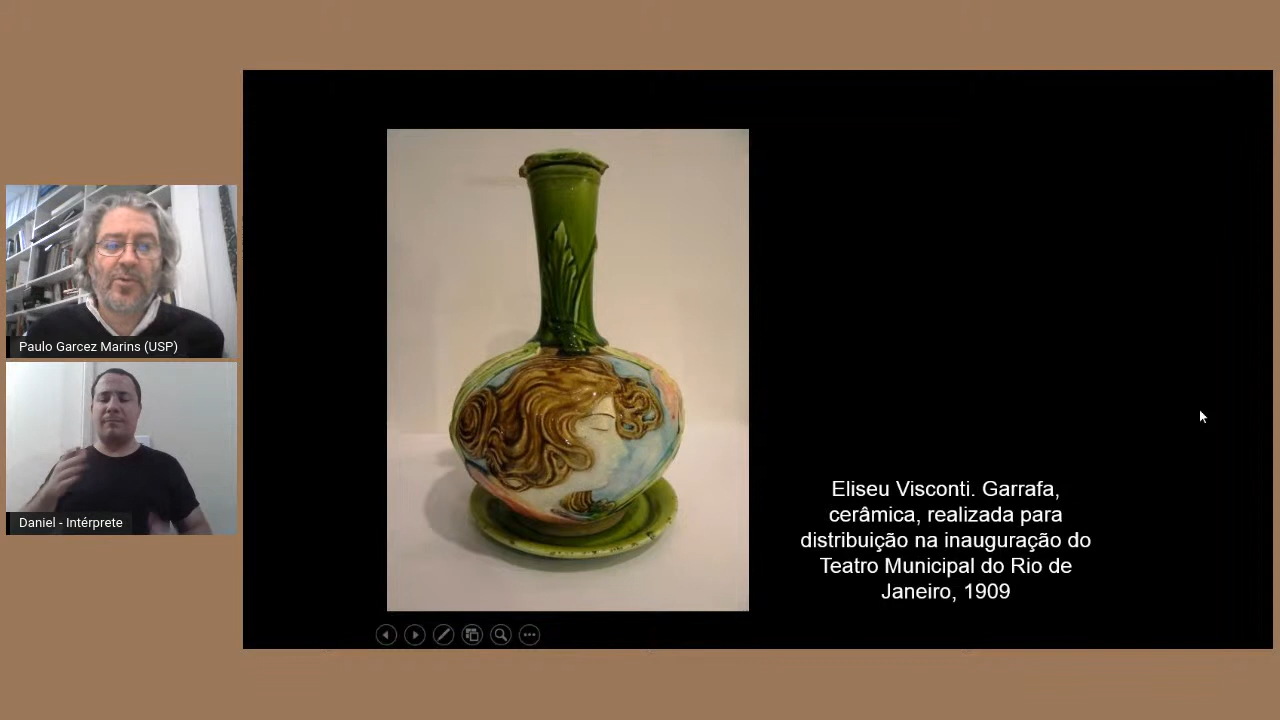 Paulo Garcez Marins (USP)
Daniel - Intérprete
Eliseu Visconti. Garrafa,
cerâmica, realizada para
distribuição na inauguração do
Teatro Municipal do Rio de
Janeiro, 1909